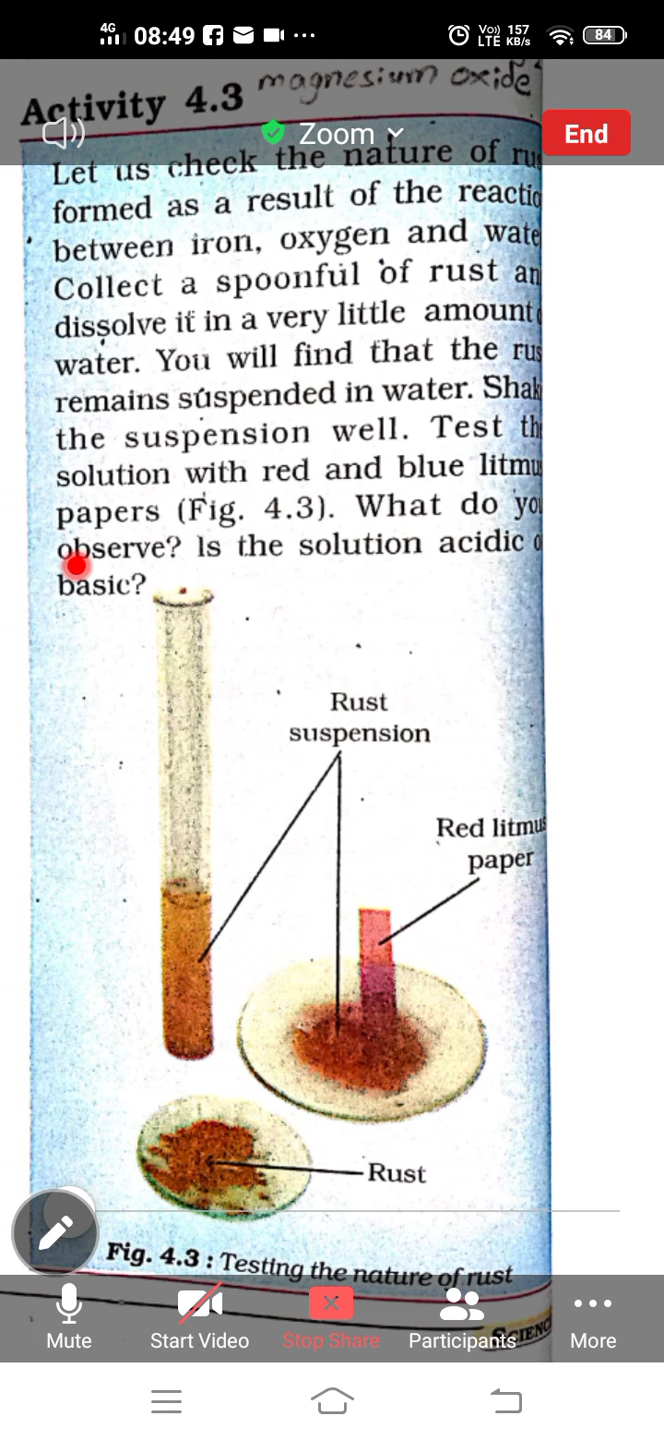 4G 08:49 ... Vo)) LTE 157 KB/s 84
magnesium oxide
Activity 4.3
Zoom End
Let us check the nature of
formed as a result of the
between iron, oxygen and
Collect a spoonful of rust
dissolve it in a very little amount
water. You will find that the
remains suspended in water.
the suspension well. Test
solution with red and blue
papers (Fig. 4.3). What do
observe? Is the solution acidic
basic?
Rust
suspension
Red
paper
Rust
Fig. 4.3 : Testing the nature of rust
Mute Start Video Stop Share Participants More